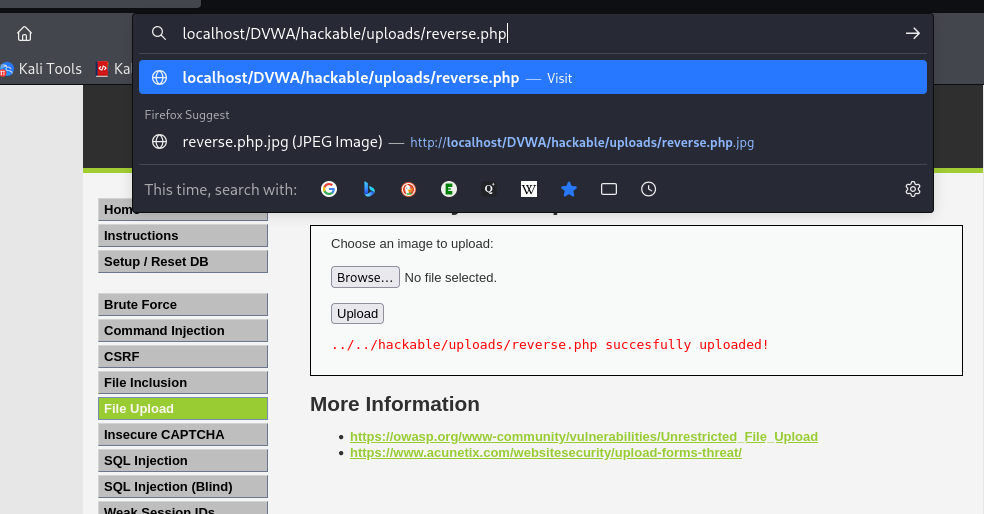 localhost/DVWA/hackable/uploads/reverse.php
Kali Tools
Ka
localhost/DVWA/hackable/uploads/reverse.php — Visit
Firefox Suggest
reverse.php.jpg (JPEG Image) — http://localhost/DVWA/hackable/uploads/reverse.php.jpg
This time, search with:
Home
Instructions
Setup / Reset DB
Brute Force
Command Injection
CSRF
File Inclusion
File Upload
Insecure CAPTCHA
SQL Injection
SQL Injection (Blind)
Weak Session IDs
Choose an image to upload:
Browse... No file selected.
Upload
../../hackable/uploads/reverse.php succesfully uploaded!
More Information
• https://owasp.org/www-community/vulnerabilities/Unrestricted_File_Upload
• https://www.acunetix.com/websitesecurity/upload-forms-threat/